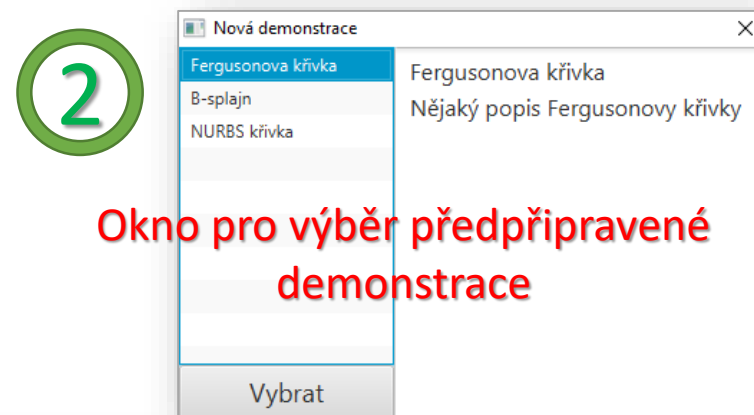 2
Nová demonstrace
Fergusonova křivka
B-splajn
NURBS křivka
Fergusonova křivka
Nějaký popis Fergusonovy křivky
Okno pro výběr předpřipravené
demonstrace
Vybrat